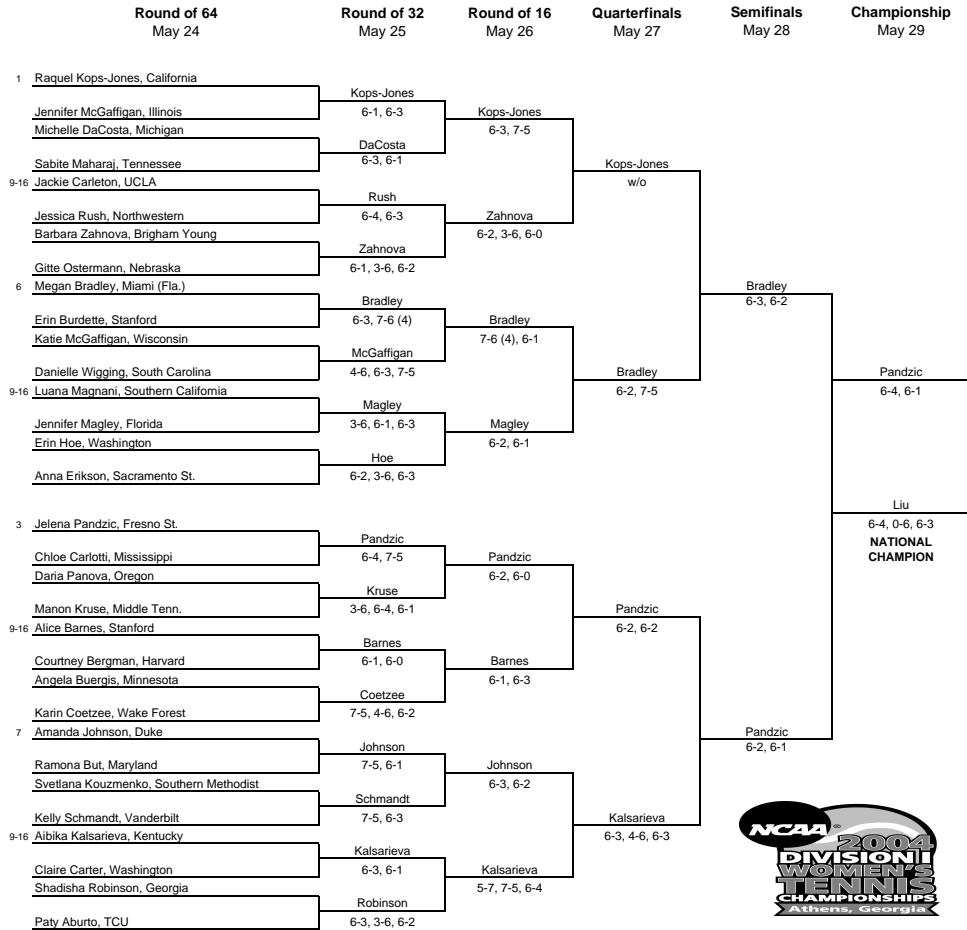 Round of 64
May 24
Round of 32
May 25
Round of 16
May 26
Quarterfinals
May 27
Semifinals
May 28
Championship
May 29
1 Raquel Kops-Jones, California
Jennifer McGaffigan, Illinois
Michelle DaCosta, Michigan
Sabite Maharaj, Tennessee
9-16 Jackie Carleton, UCLA
Jessica Rush, Northwestern
Barbara Zahnova, Brigham Young
Gitte Ostermann, Nebraska
6 Megan Bradley, Miami (Fla.)
Erin Burdette, Stanford
Katie McGaffigan, Wisconsin
Danielle Wigging, South Carolina
9-16 Luana Magnani, Southern California
Jennifer Magley, Florida
Erin Hoe, Washington
Anna Erikson, Sacramento St.
3 Jelena Pandzic, Fresno St.
Chloe Carlotti, Mississippi
Daria Panova, Oregon
Manon Kruse, Middle Tenn.
9-16 Alice Barnes, Stanford
Courtney Bergman, Harvard
Angela Buergis, Minnesota
Karin Coetzee, Wake Forest
7 Amanda Johnson, Duke
Ramona But, Maryland
Svetlana Kouzmenko, Southern Methodist
Kelly Schmandt, Vanderbilt
9-16 Aibika Kalsarieva, Kentucky
Claire Carter, Washington
Shadisha Robinson, Georgia
Paty Aburto, TCU
Kops-Jones
6-1, 6-3
DaCosta
6-3, 6-1
Rush
6-4, 6-3
Zahnova
6-1, 3-6, 6-2
Bradley
6-3, 7-6 (4)
McGaffigan
4-6, 6-3, 7-5
Magley
3-6, 6-1, 6-3
Hoe
6-2, 3-6, 6-3
Pandzic
6-4, 7-5
Kruse
3-6, 6-4, 6-1
Barnes
6-1, 6-0
Coetzee
7-5, 4-6, 6-2
Johnson
7-5, 6-1
Schmandt
7-5, 6-3
Kalsarieva
6-3, 6-1
Robinson
6-3, 3-6, 6-2
Kops-Jones
6-3, 7-5
Zahnova
6-2, 3-6, 6-0
Bradley
7-6 (4), 6-1
Magley
6-2, 6-1
Pandzic
6-2, 6-0
Barnes
6-1, 6-3
Johnson
6-3, 6-2
Kalsarieva
5-7, 7-5, 6-4
Kops-Jones
w/o
Bradley
6-2, 7-5
Pandzic
6-2, 6-2
Kalsarieva
6-3, 4-6, 6-3
Bradley
6-3, 6-2
Pandzic
6-2, 6-1
Pandzic
6-4, 6-1
Liu
6-4, 0-6, 6-3
NATIONAL
CHAMPION
NCAA®
2004
DIVISION I
WOMEN'S
TENNIS
CHAMPIONSHIPS
Athens, Georgia